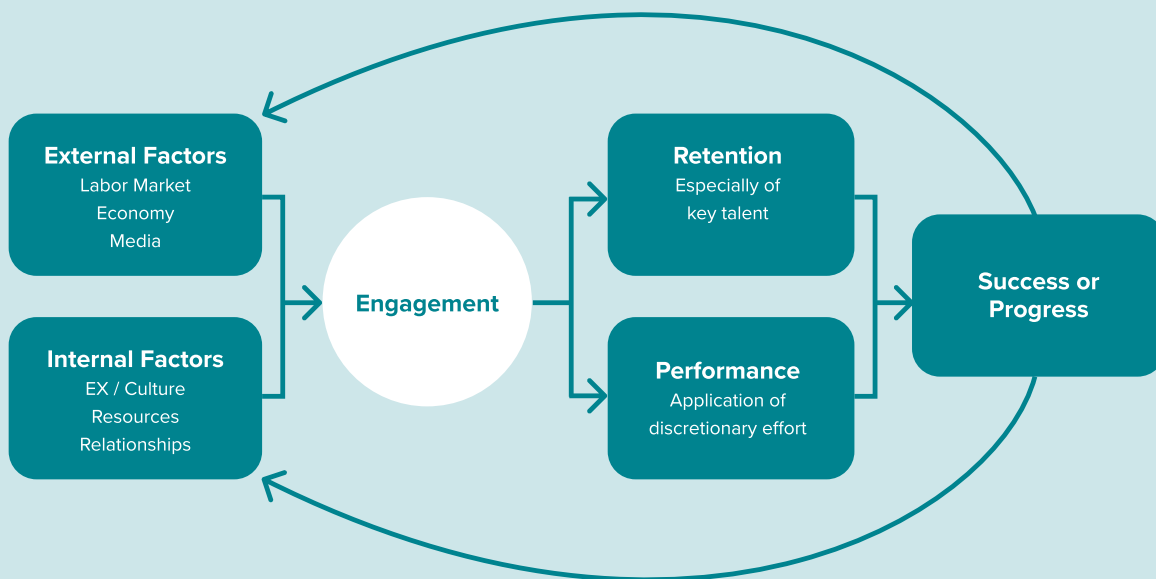 External Factors
Labor Market
Economy
Media
Internal Factors
EX / Culture
Resources
Relationships
Engagement
Retention
Especially of
key talent
Performance
Application of
discretionary effort
Success or
Progress